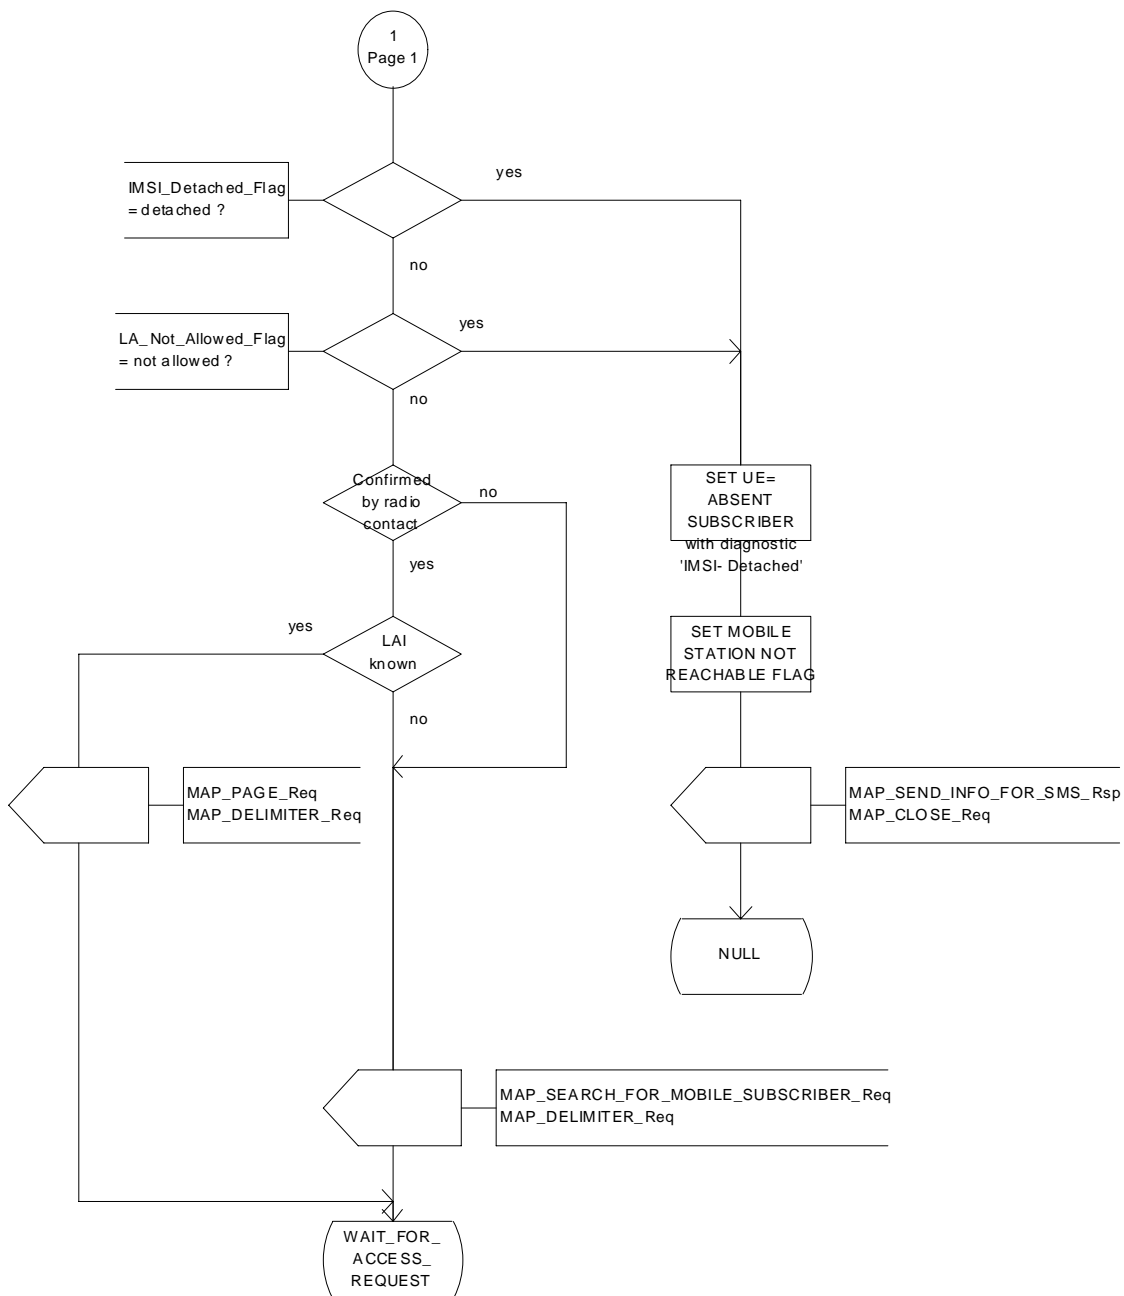 1
Page 1
yes
IMSI_Detached_Flag
= detached ?
no
yes
LA_Not_Allowed_Flag
= not allowed ?
no
Confirmed
by radio
contact
no
yes
SET UE=
ABSENT
SUBSCRIBER
with diagnostic
'IMSI- Detached'
yes
LAI
known
no
SET MOBILE
STATION NOT
REACHABLE FLAG
MAP_PAGE_Req
MAP_DELIMITER_Req
MAP_SEND_INFO_FOR_SMS_Rsp
MAP_CLOSE_Req
NULL
MAP_SEARCH_FOR_MOBILE_SUBSCRIBER_Req
MAP_DELIMITER_Req
WAIT_FOR_
ACCESS_
REQUEST